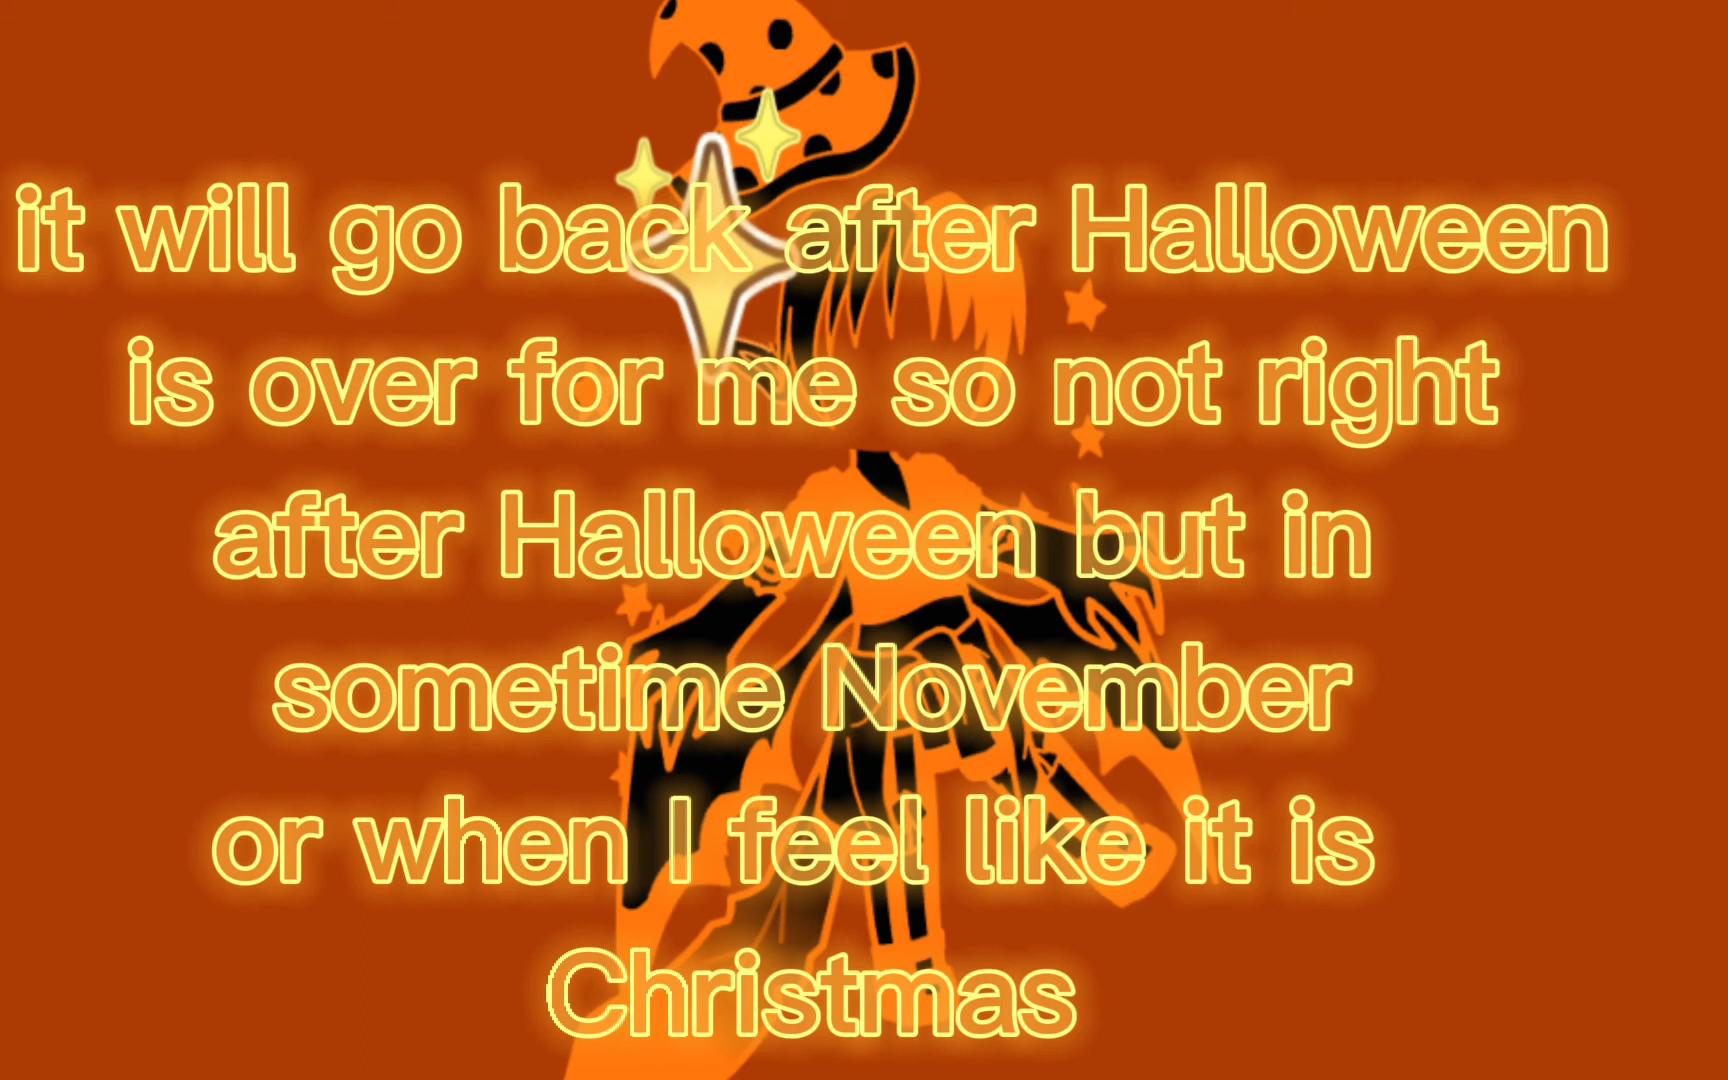 it will go back after Halloween
is over for me so not right
after Halloween but in
sometime November
or when I feel like it is
Christmas